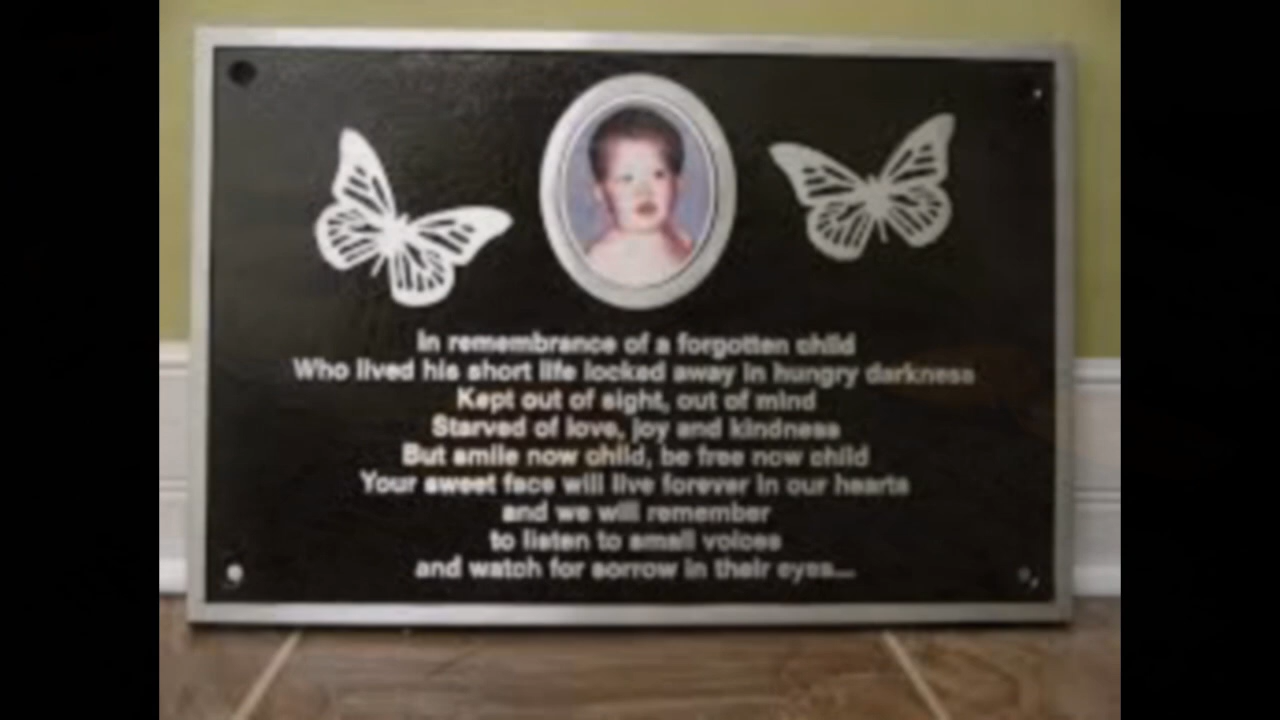 In remembrance of a forgotten child
Who lived his short life locked away in hungry darkness
Kept out of sight, out of mind
Starved of love, joy and kindness
But smile now child, be free now child
Your sweet face will live forever in our hearts
and we will remember
to listen to small voices
and watch for sorrow in their eyes...